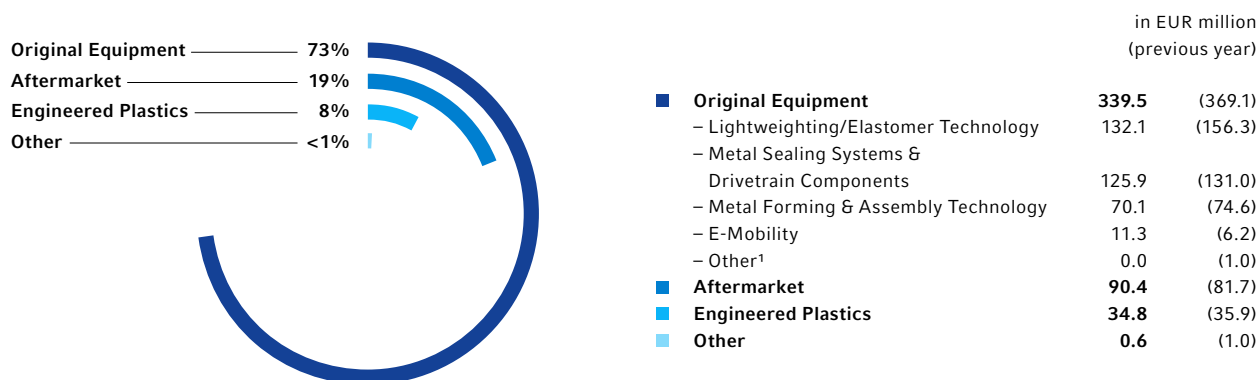 Original Equipment 73%
Aftermarket 19%
Engineered Plastics 8%
Other <1%
in EUR million
(previous year)
Original Equipment 339.5 (369.1)
– Lightweighting/Elastomer Technology 132.1 (156.3)
– Metal Sealing Systems &
Drivetrain Components 125.9 (131.0)
– Metal Forming & Assembly Technology 70.1 (74.6)
– E-Mobility 11.3 (6.2)
– Other¹ 0.0 (1.0)
Aftermarket 90.4 (81.7)
Engineered Plastics 34.8 (35.9)
Other 0.6 (1.0)